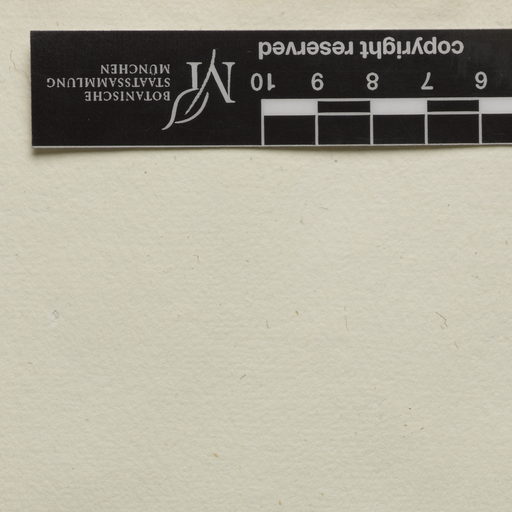 copyright reserved
6 7 8 9 10
BOTANISCHE
STAATSSAMMLUNG
MÜNCHEN